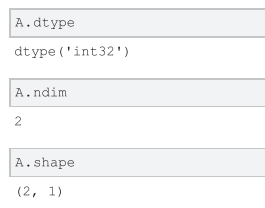 A.dtype
dtype('int32')
A.ndim
2
A.shape
(2, 1)